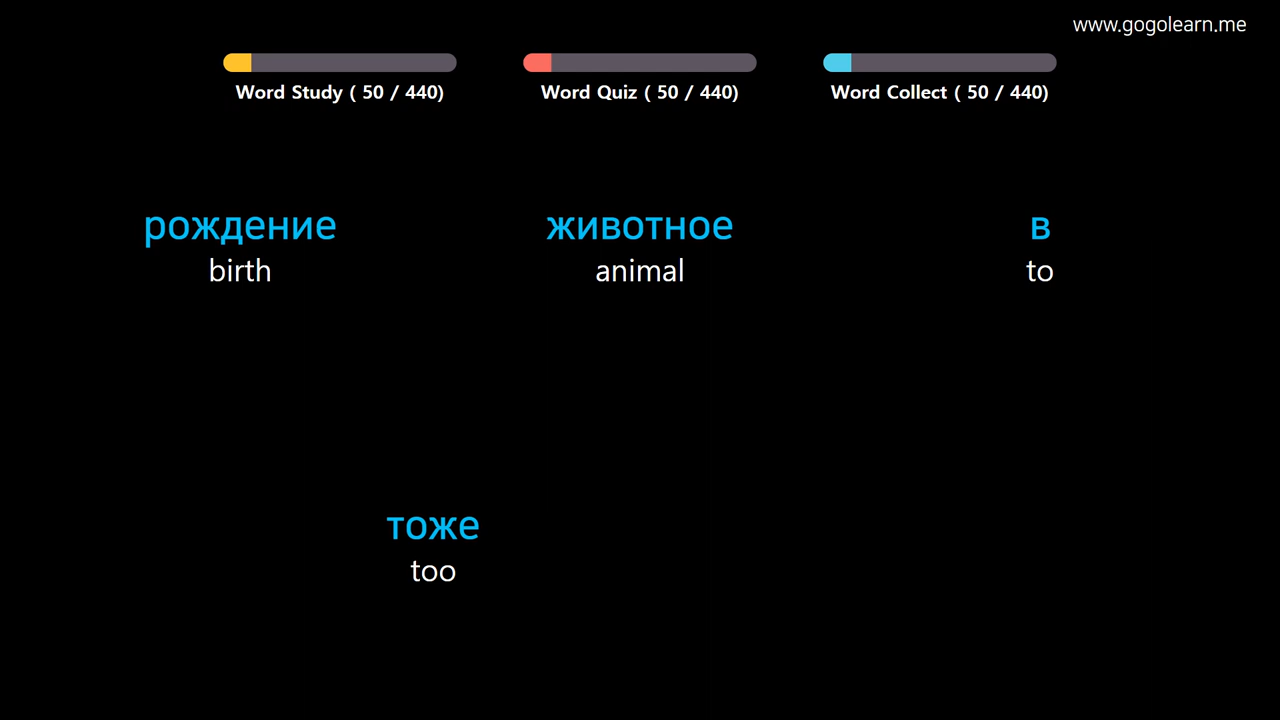 www.gogolearn.me
Word Study ( 50 / 440)
Word Quiz ( 50 / 440)
Word Collect ( 50 / 440)
рождение
birth
животное
animal
в
to
тоже
too